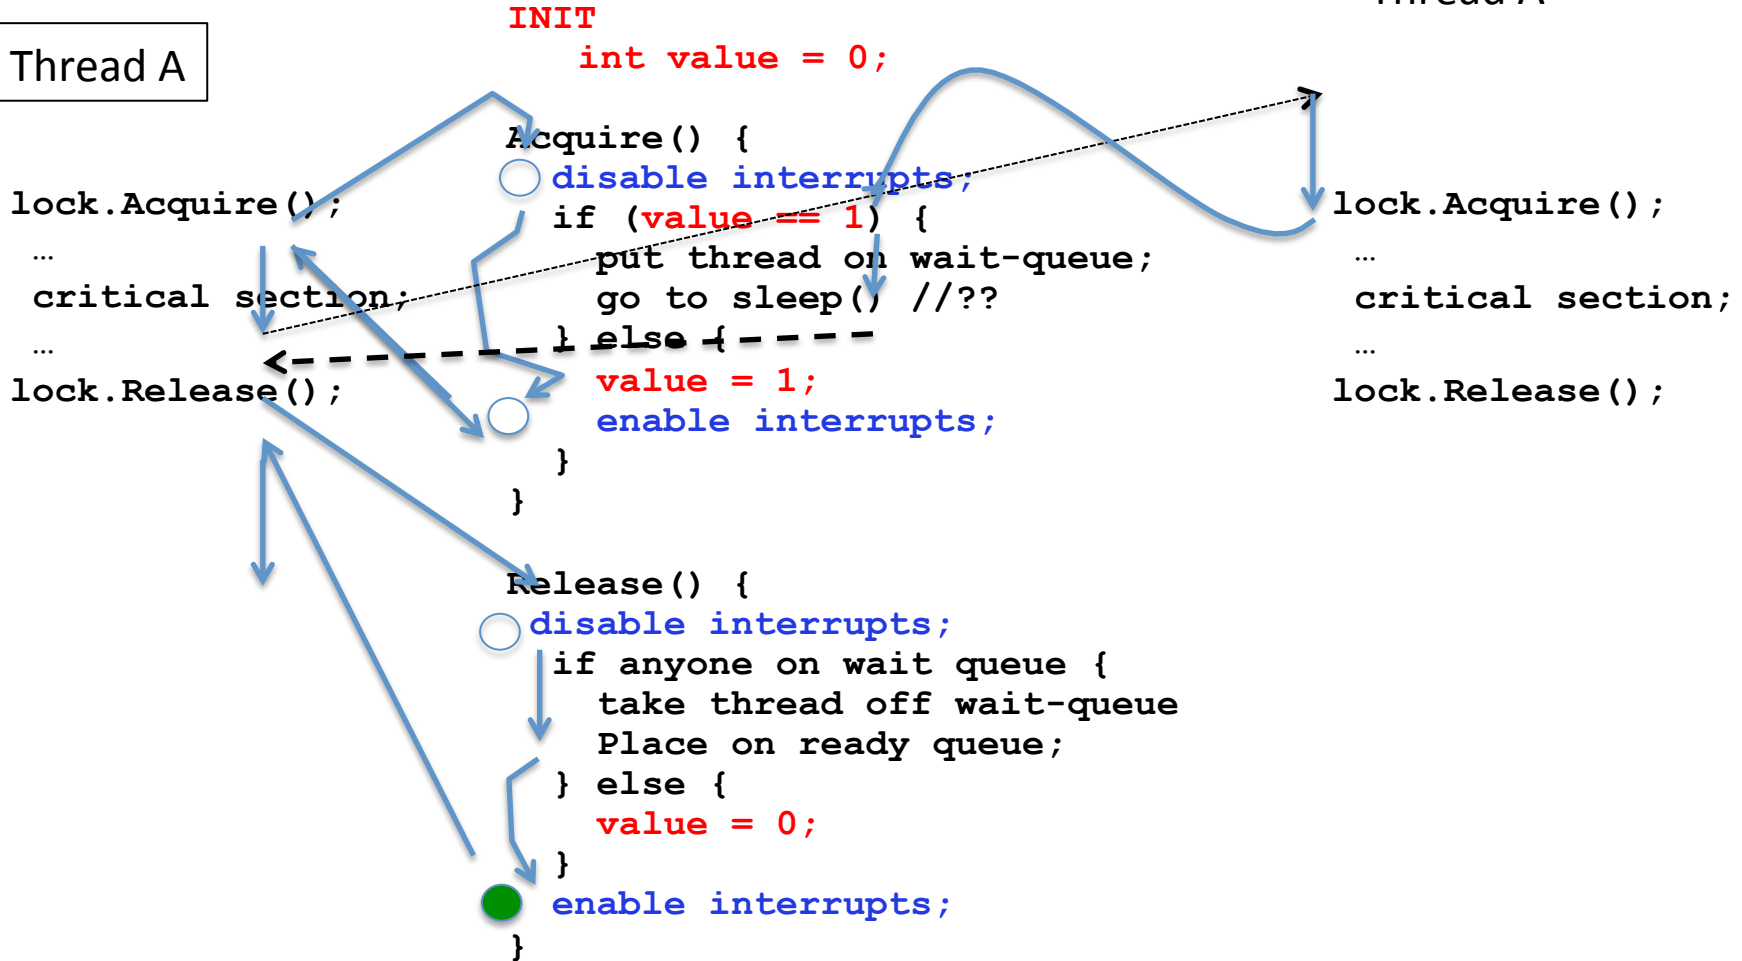 Thread A
INIT
int value = 0;
Thread A
lock.Acquire();
…
critical section;
…
lock.Release();
Acquire() {
disable interrupts;
if (value == 1) {
put thread on wait-queue;
go to sleep() //??
} else {
value = 1;
enable interrupts;
}
}
Release() {
disable interrupts;
if anyone on wait queue {
take thread off wait-queue
Place on ready queue;
} else {
value = 0;
}
enable interrupts;
}
lock.Acquire();
…
critical section;
…
lock.Release();